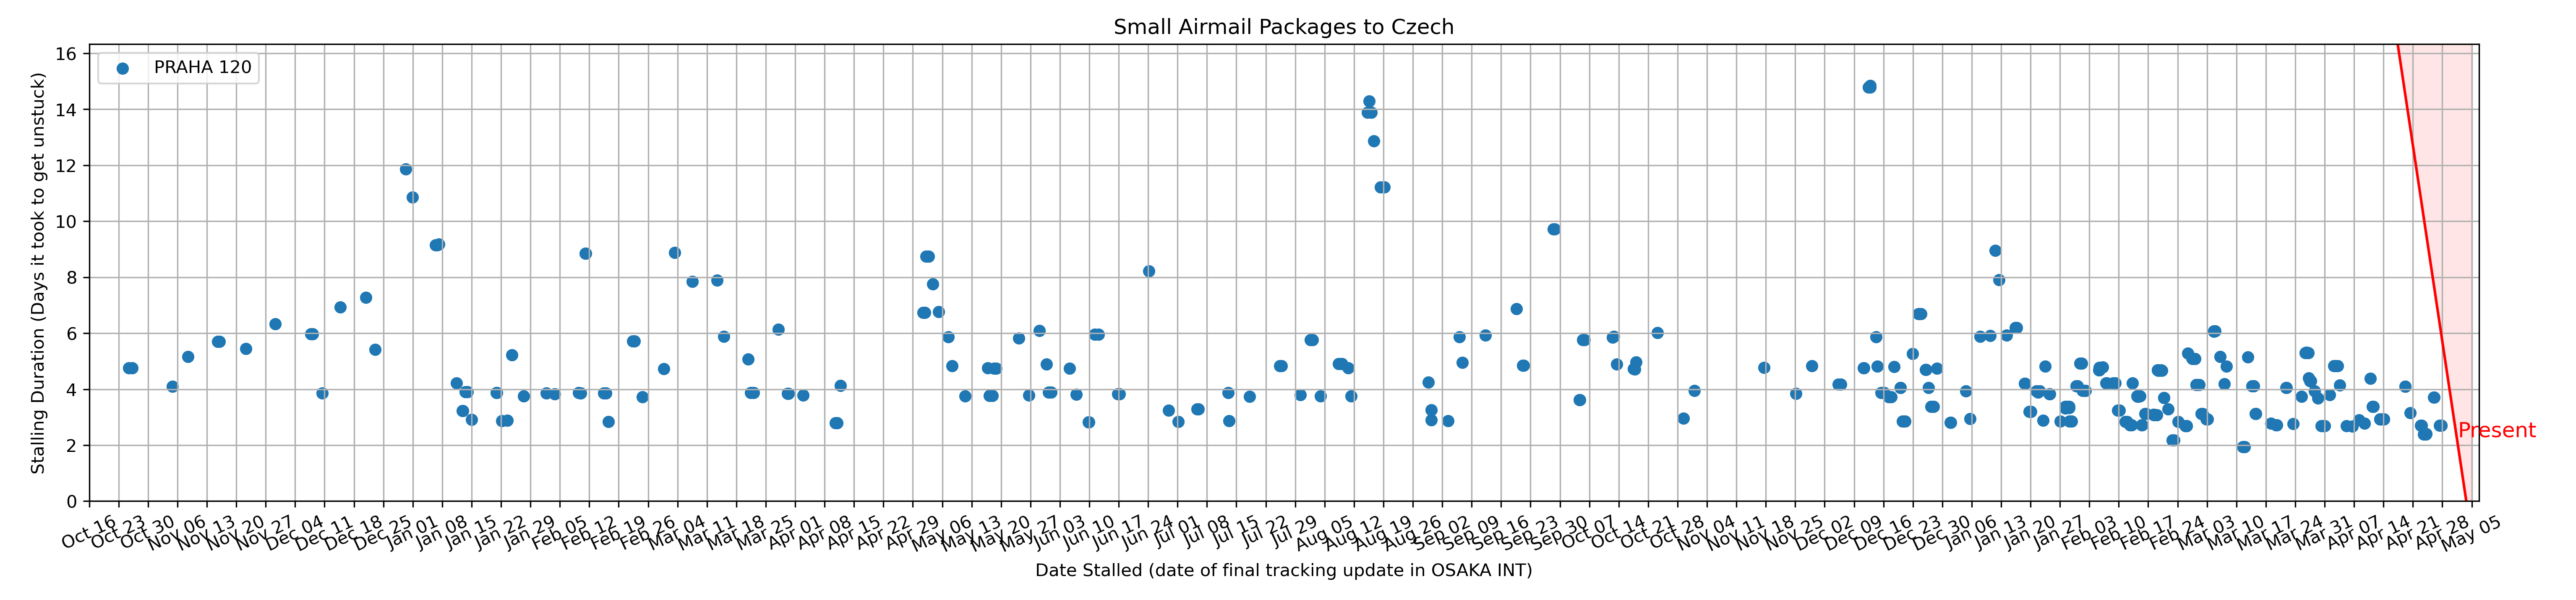 Small Airmail Packages to Czech
PRAHA 120
Stalling Duration (Days it took to get unstuck)
16
14
12
10
8
6
4
2
0
Present
Oct 16
Oct 23
Oct 30
Nov 06
Nov 13
Nov 20
Nov 27
Dec 04
Dec 11
Dec 18
Dec 25
Jan 01
Jan 08
Jan 15
Jan 22
Jan 29
Feb 05
Feb 12
Feb 19
Feb 26
Mar 04
Mar 11
Mar 18
Mar 25
Apr 01
Apr 08
Apr 15
Apr 22
Apr 29
May 06
May 13
May 20
May 27
Jun 03
Jun 10
Jun 17
Jun 24
Jul 01
Jul 08
Jul 15
Jul 22
Jul 29
Aug 05
Aug 12
Aug 19
Aug 26
Sep 02
Sep 09
Sep 16
Sep 23
Sep 30
Oct 07
Oct 14
Oct 21
Oct 28
Nov 04
Nov 11
Nov 18
Nov 25
Dec 02
Dec 09
Dec 16
Dec 23
Dec 30
Jan 06
Jan 13
Jan 20
Jan 27
Feb 03
Feb 10
Feb 17
Feb 24
Mar 03
Mar 10
Mar 17
Mar 24
Mar 31
Apr 07
Apr 14
Apr 21
Apr 28
May 05
Date Stalled (date of final tracking update in OSAKA INT)